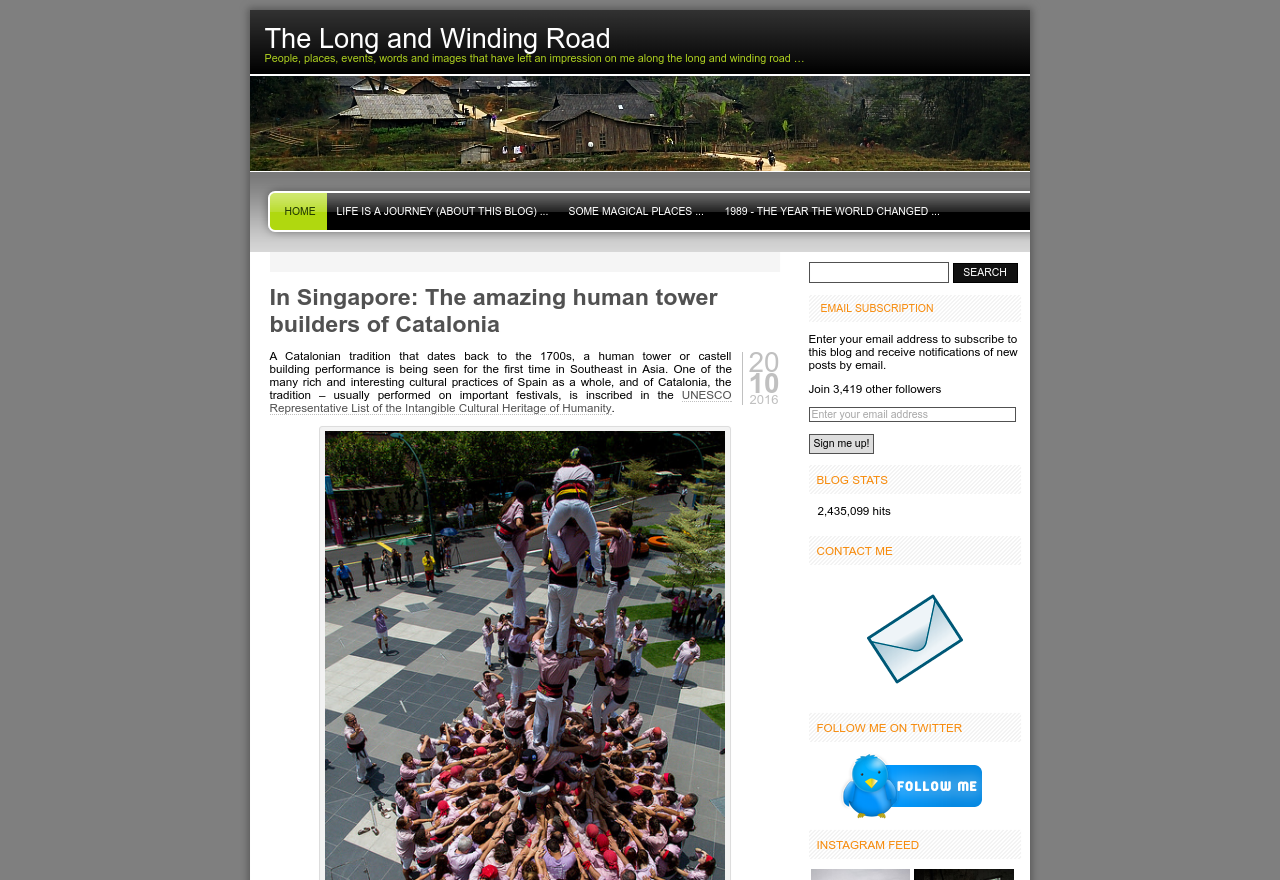 The Long and Winding Road
People, places, events, words and images that have left an impression on me along the long and winding road …
HOME
LIFE IS A JOURNEY (ABOUT THIS BLOG) ...
SOME MAGICAL PLACES ...
1989 - THE YEAR THE WORLD CHANGED ...
In Singapore: The amazing human tower
builders of Catalonia
20
10
2016
A Catalonian tradition that dates back to the 1700s, a human tower or castell
building performance is being seen for the first time in Southeast in Asia. One of the
many rich and interesting cultural practices of Spain as a whole, and of Catalonia, the
tradition – usually performed on important festivals, is inscribed in the UNESCO
Representative List of the Intangible Cultural Heritage of Humanity.
SEARCH
EMAIL SUBSCRIPTION
Enter your email address to subscribe to
this blog and receive notifications of new
posts by email.
Join 3,419 other followers
Enter your email address
Sign me up!
BLOG STATS
2,435,099 hits
CONTACT ME
FOLLOW ME ON TWITTER
FOLLOW ME
INSTAGRAM FEED